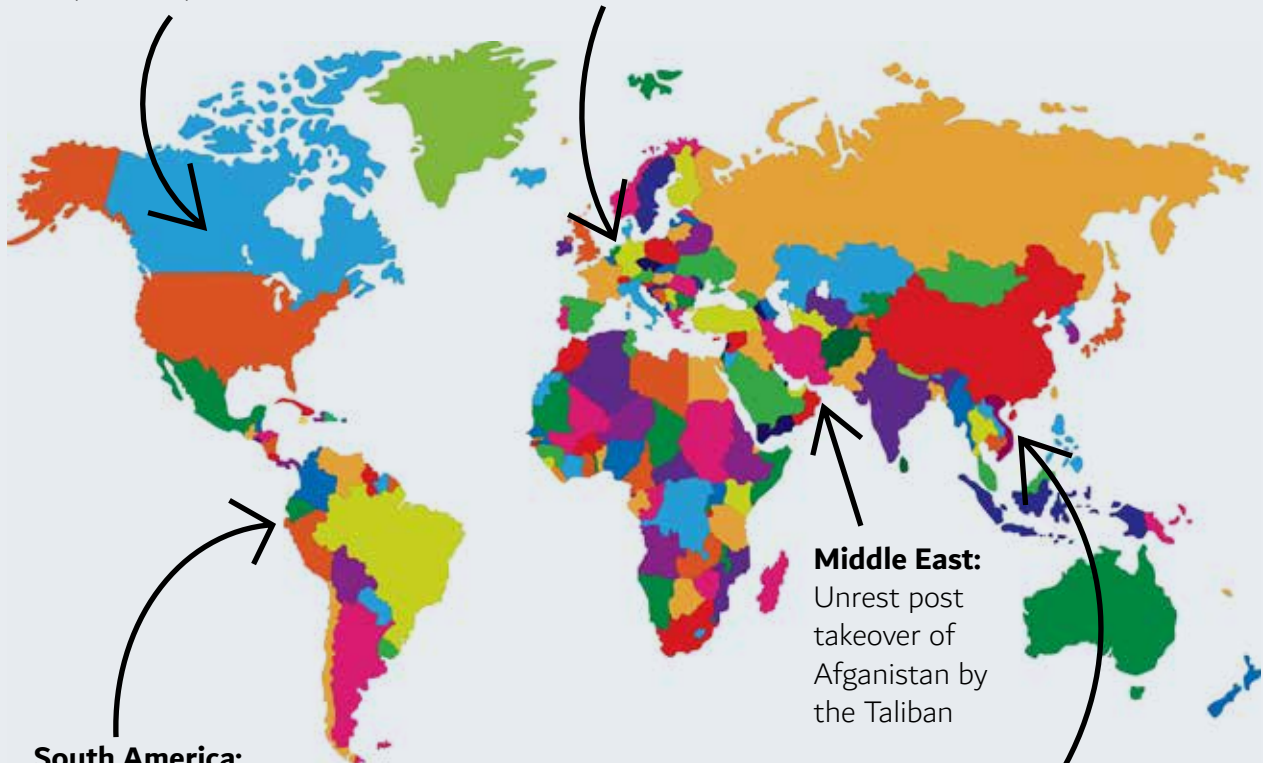 Middle East:
Unrest post
takeover of
Afganistan by
the Taliban
South America: